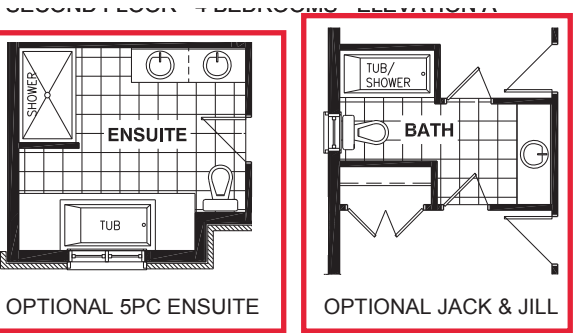 SECOND FLOOR - 4 BEDROOMS - ELEVATION A
SHOWER
ENSUITE
TUB
OPTIONAL 5PC ENSUITE
TUB/
SHOWER
BATH
OPTIONAL JACK & JILL